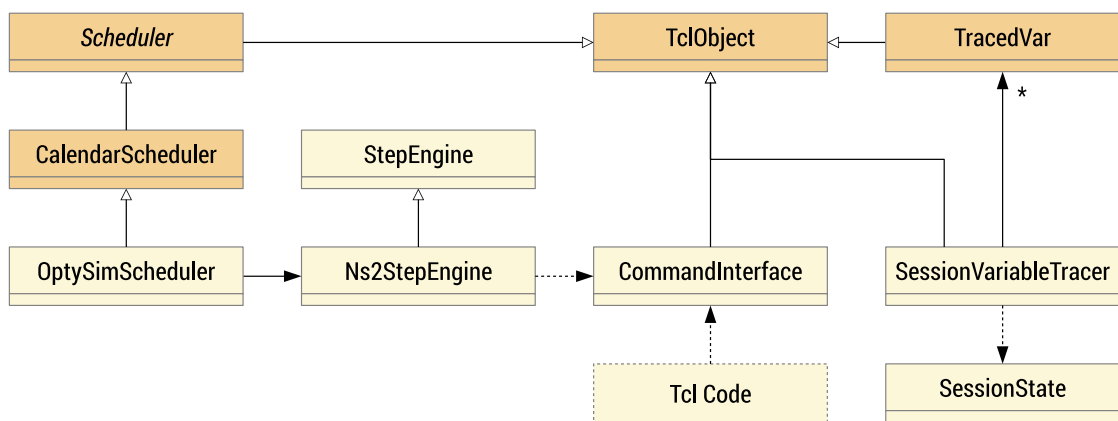 Scheduler
TclObject
TracedVar
*
CalendarScheduler
StepEngine
OptySimScheduler
Ns2StepEngine
CommandInterface
SessionVariableTracer
Tcl Code
SessionState